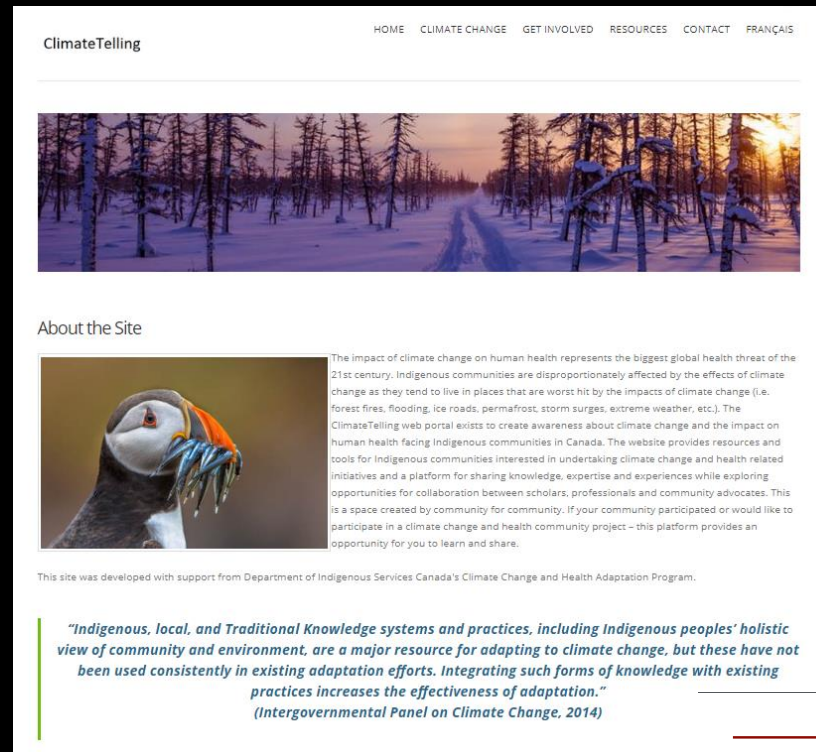 ClimateTelling
HOME CLIMATE CHANGE GET INVOLVED RESOURCES CONTACT FRANÇAIS
About the Site
The impact of climate change on human health represents the biggest global health threat of the
21st century. Indigenous communities are disproportionately affected by the effects of climate
change as they tend to live in places that are worst hit by the impacts of climate change (i.e.
forest fires, flooding, ice roads, permafrost, storm surges, extreme weather, etc.). The
ClimateTelling web portal exists to create awareness about climate change and the impact on
human health facing Indigenous communities in Canada. The website provides resources and
tools for Indigenous communities interested in undertaking climate change and health related
initiatives and a platform for sharing knowledge, expertise and experiences while exploring
opportunities for collaboration between scholars, professionals and community advocates. This
is a space created by community for community. If your community participated or would like to
participate in a climate change and health community project – this platform provides an
opportunity for you to learn and share.
This site was developed with support from Department of Indigenous Services Canada's Climate Change and Health Adaptation Program.
"Indigenous, local, and Traditional Knowledge systems and practices, including Indigenous peoples' holistic
view of community and environment, are a major resource for adapting to climate change, but these have not
been used consistently in existing adaptation efforts. Integrating such forms of knowledge with existing
practices increases the effectiveness of adaptation."
(Intergovernmental Panel on Climate Change, 2014)